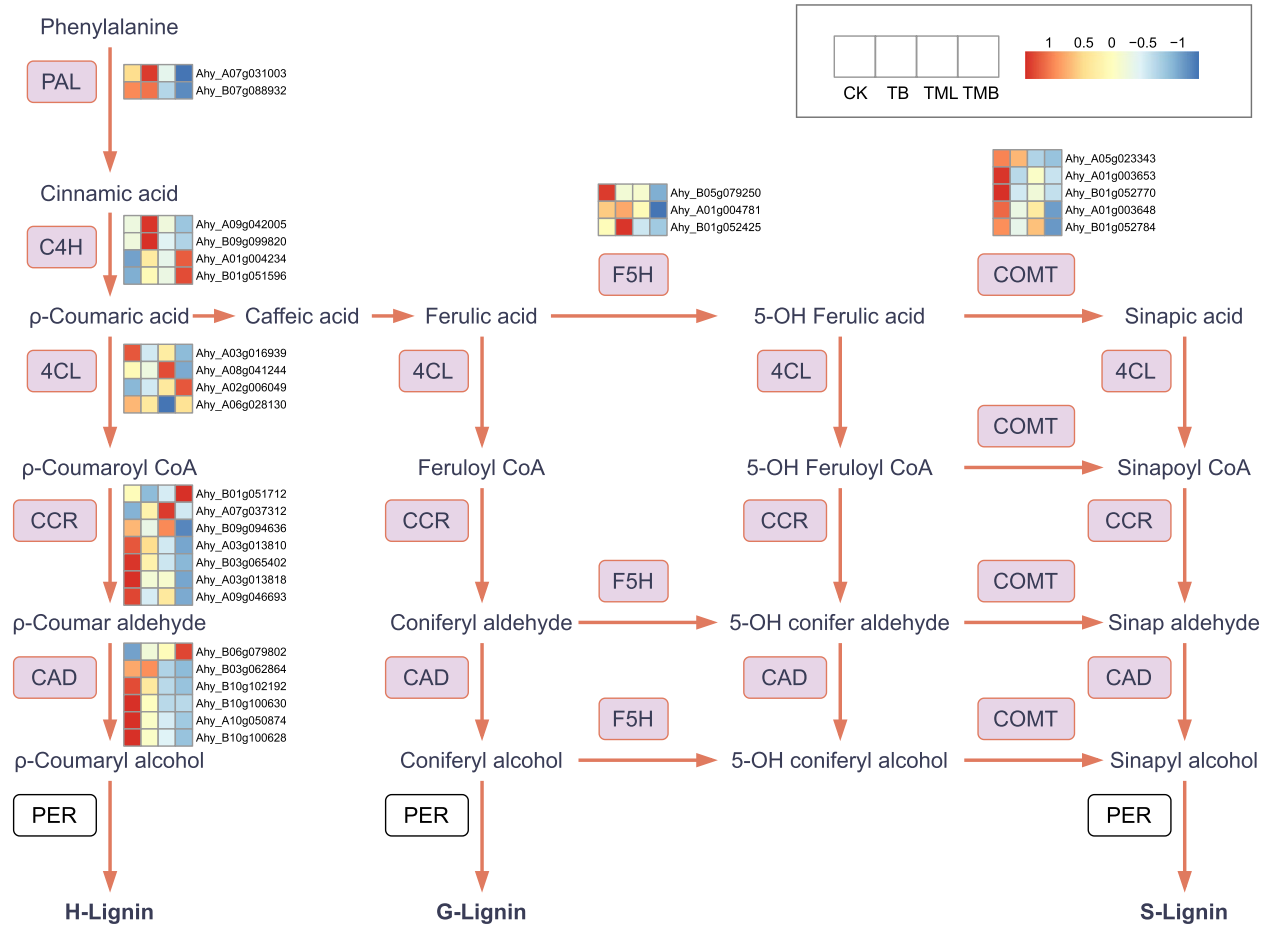 Phenylalanine
1 0.5 0 −0.5 −1
CK TB TML TMB
PAL
Ahy_A07g031003
Ahy_B07g088932
Cinnamic acid
C4H
Ahy_A09g042005
Ahy_B09g099820
Ahy_A01g004234
Ahy_B01g051596
Ahy_B05g079250
Ahy_A01g004781
Ahy_B01g052425
F5H
Ahy_A05g023343
Ahy_A01g003653
Ahy_B01g052770
Ahy_A01g003648
Ahy_B01g052784
COMT
ρ-Coumaric acid Caffeic acid Ferulic acid 5-OH Ferulic acid Sinapic acid
4CL
Ahy_A03g016939
Ahy_A08g041244
Ahy_A02g006049
Ahy_A06g028130
4CL 4CL 4CL
COMT
ρ-Coumaroyl CoA Feruloyl CoA 5-OH Feruloyl CoA Sinapoyl CoA
CCR
Ahy_B01g051712
Ahy_A07g037312
Ahy_B09g094636
Ahy_A03g013810
Ahy_B03g065402
Ahy_A03g013818
Ahy_A09g046693
CCR CCR CCR
F5H COMT
ρ-Coumar aldehyde Coniferyl aldehyde 5-OH conifer aldehyde Sinap aldehyde
CAD
Ahy_B06g079802
Ahy_B03g062864
Ahy_B10g102192
Ahy_B10g100630
Ahy_A10g050874
Ahy_B10g100628
CAD CAD CAD
F5H COMT
ρ-Coumaryl alcohol Coniferyl alcohol 5-OH coniferyl alcohol Sinapyl alcohol
PER PER PER
H-Lignin G-Lignin S-Lignin